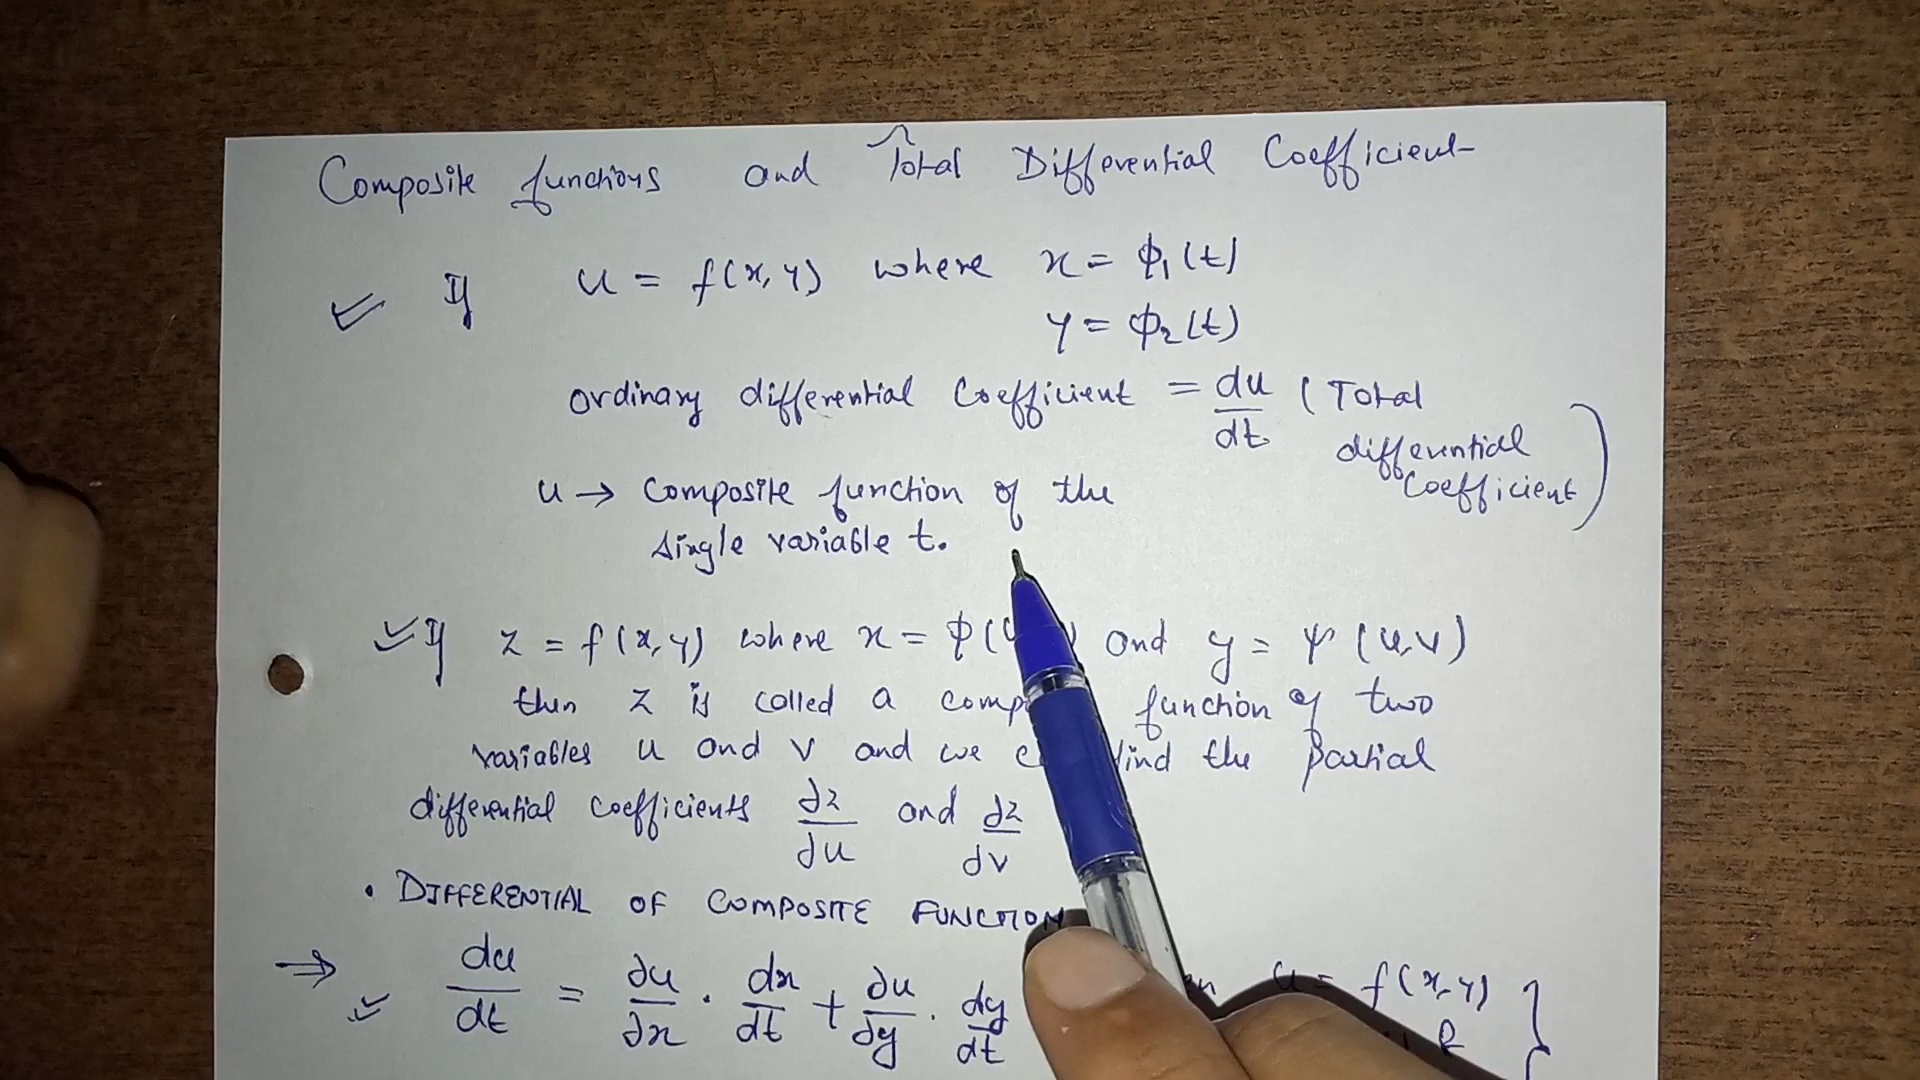 Composite functions and Total Differential Coefficient
If u = f(x, y) where x = ϕ₁(t)
y = ϕ₂(t)
Ordinary differential Coefficient = du/dt (Total differential Coefficient)
u → Composite function of the
single variable t.
If z = f(x, y) where x = ϕ( ) and y = ψ(u,v)
then z is called a function of two
variables u and v and we find the partial
differential coefficients ∂z/∂u and ∂z/∂v
• DIFFERENTIAL OF COMPOSITE FUNCTION
⇒ du/dt = ∂u/∂x · dx/dt + ∂u/∂y · dy/dt u = f(x, y) }